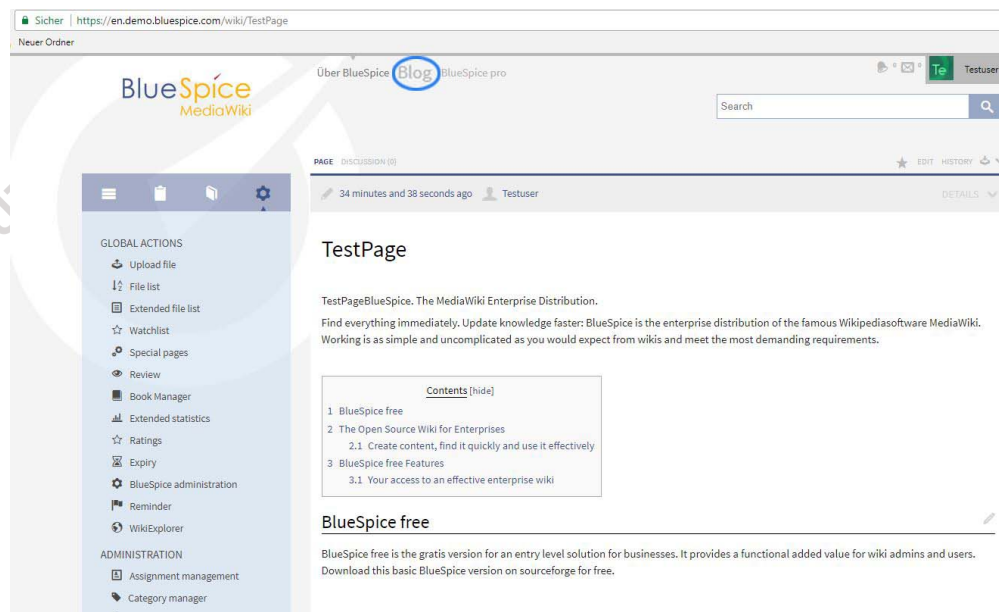 Sicher | https://en.demo.bluespice.com/wiki/TestPage
Neuer Ordner
BlueSpice
MediaWiki
Über BlueSpice Blog BlueSpice pro
Te Testuser
Search
PAGE DISCUSSION (0)
EDIT HISTORY
34 minutes and 38 seconds ago Testuser
DETAILS
GLOBAL ACTIONS
Upload file
File list
Extended file list
Watchlist
Special pages
Review
Book Manager
Extended statistics
Ratings
Expiry
BlueSpice administration
Reminder
WikiExplorer
ADMINISTRATION
Assignment management
Category manager
TestPage
TestPageBlueSpice. The MediaWiki Enterprise Distribution.
Find everything immediately. Update knowledge faster: BlueSpice is the enterprise distribution of the famous Wikipediasoftware MediaWiki.
Working is as simple and uncomplicated as you would expect from wikis and meet the most demanding requirements.
Contents [hide]
1 BlueSpice free
2 The Open Source Wiki for Enterprises
2.1 Create content, find it quickly and use it effectively
3 BlueSpice free Features
3.1 Your access to an effective enterprise wiki
BlueSpice free
BlueSpice free is the gratis version for an entry level solution for businesses. It provides a functional added value for wiki admins and users.
Download this basic BlueSpice version on sourceforge for free.